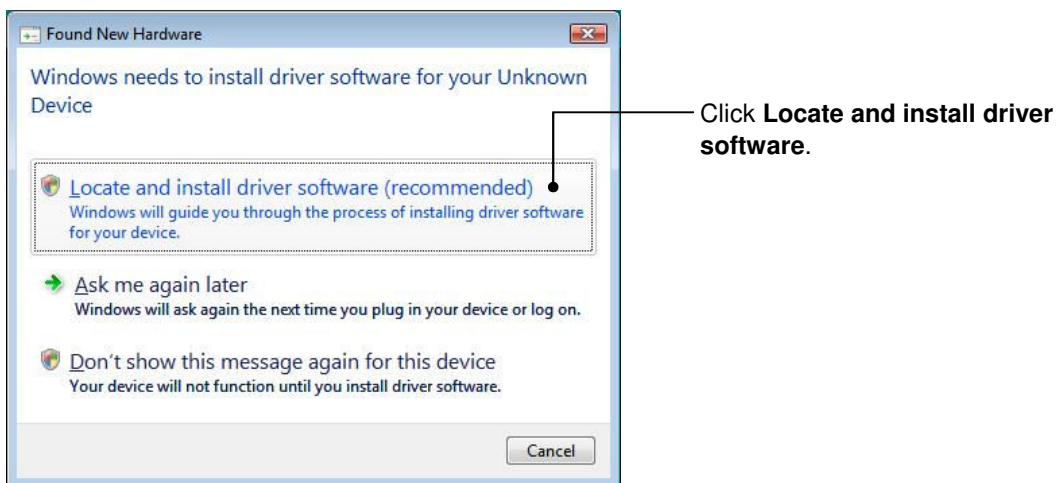 Found New Hardware
Windows needs to install driver software for your Unknown
Device
Locate and install driver software (recommended)
Windows will guide you through the process of installing driver software
for your device.
Ask me again later
Windows will ask again the next time you plug in your device or log on.
Don't show this message again for this device
Your device will not function until you install driver software.
Cancel
Click Locate and install driver
software.